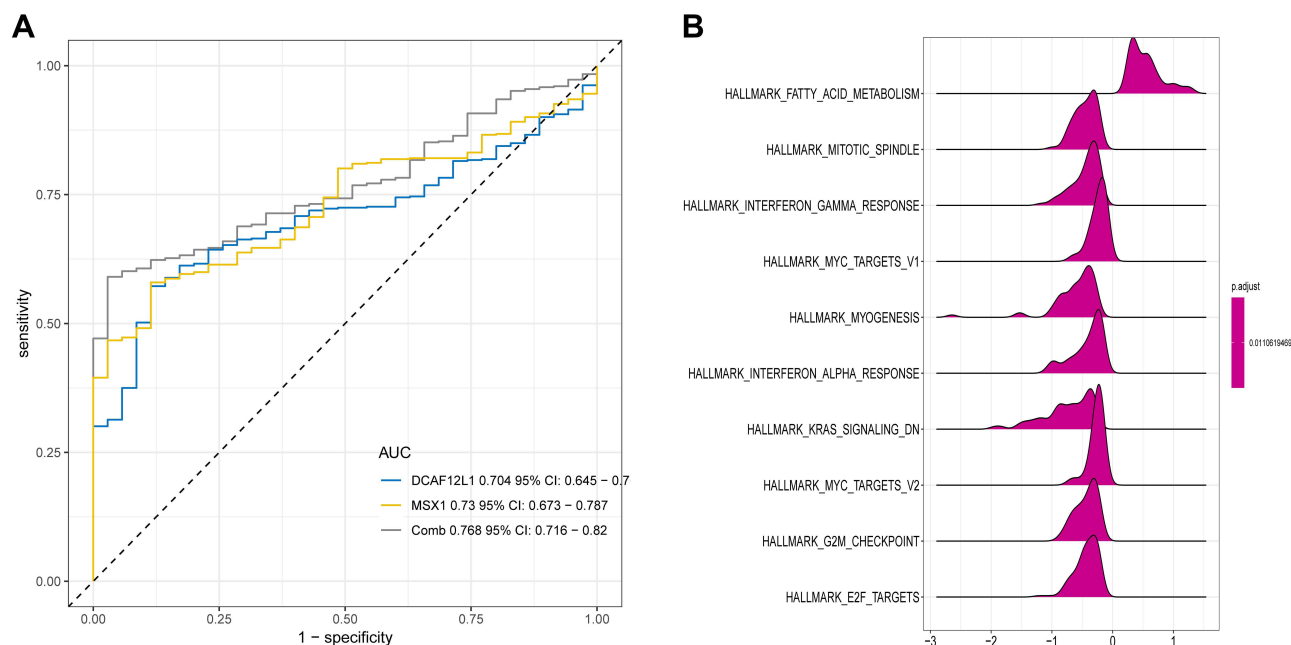 A
B
1.00
0.75
0.50
0.25
0.00
sensitivity
0.00
0.25
0.50
0.75
1.00
1 − specificity
AUC
DCAF12L1 0.704 95% CI: 0.645 − 0.7
MSX1 0.73 95% CI: 0.673 − 0.787
Comb 0.768 95% CI: 0.716 − 0.82
HALLMARK_FATTY_ACID_METABOLISM
HALLMARK_MITOTIC_SPINDLE
HALLMARK_INTERFERON_GAMMA_RESPONSE
HALLMARK_MYC_TARGETS_V1
HALLMARK_MYOGENESIS
HALLMARK_INTERFERON_ALPHA_RESPONSE
HALLMARK_KRAS_SIGNALING_DN
HALLMARK_MYC_TARGETS_V2
HALLMARK_G2M_CHECKPOINT
HALLMARK_E2F_TARGETS
−3
−2
−1
0
1
p.adjust
0.0110619469